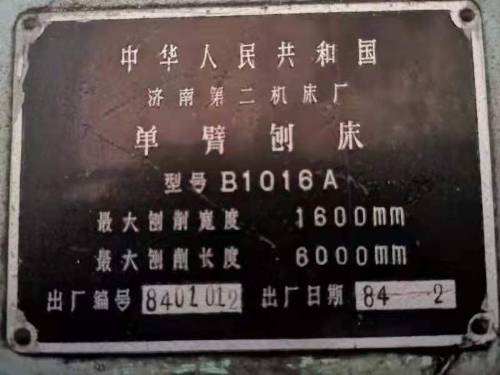 中华人民共和国
济南第二机床厂
单臂刨床
型号 B1016A
最大刨削宽度 1600mm
最大刨削长度 6000mm
出厂编号 8401012 出厂日期 84-2